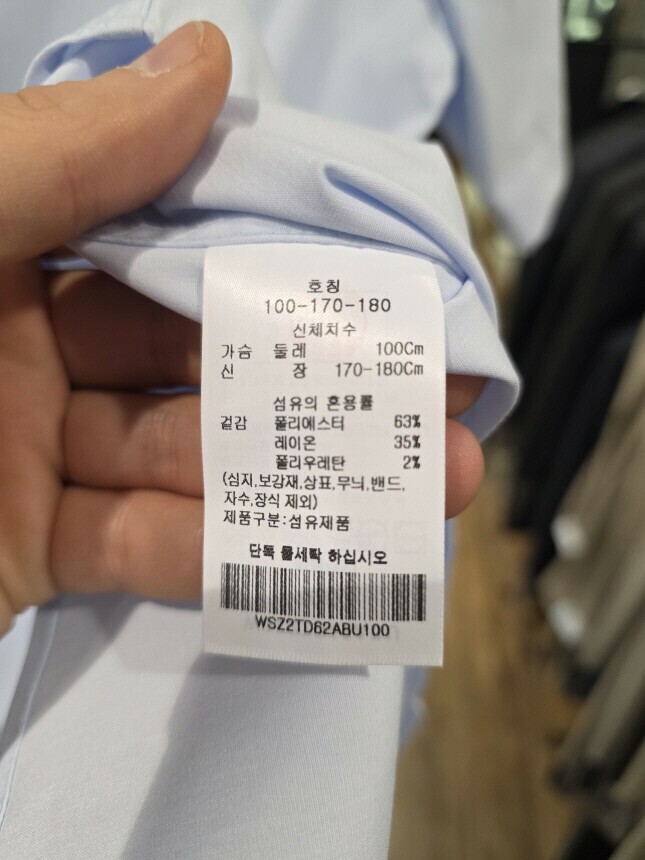 호칭
100-170-180
신체치수
가슴 둘레 100Cm
신 장 170-180Cm
섬유의 혼용률
겉감 폴리에스터 63%
레이온 35%
폴리우레탄 2%
(심지,보강재,상표,무늬,밴드,
자수,장식 제외)
제품구분:섬유제품
단독 물세탁 하십시오
WSZ2TD62ABU100